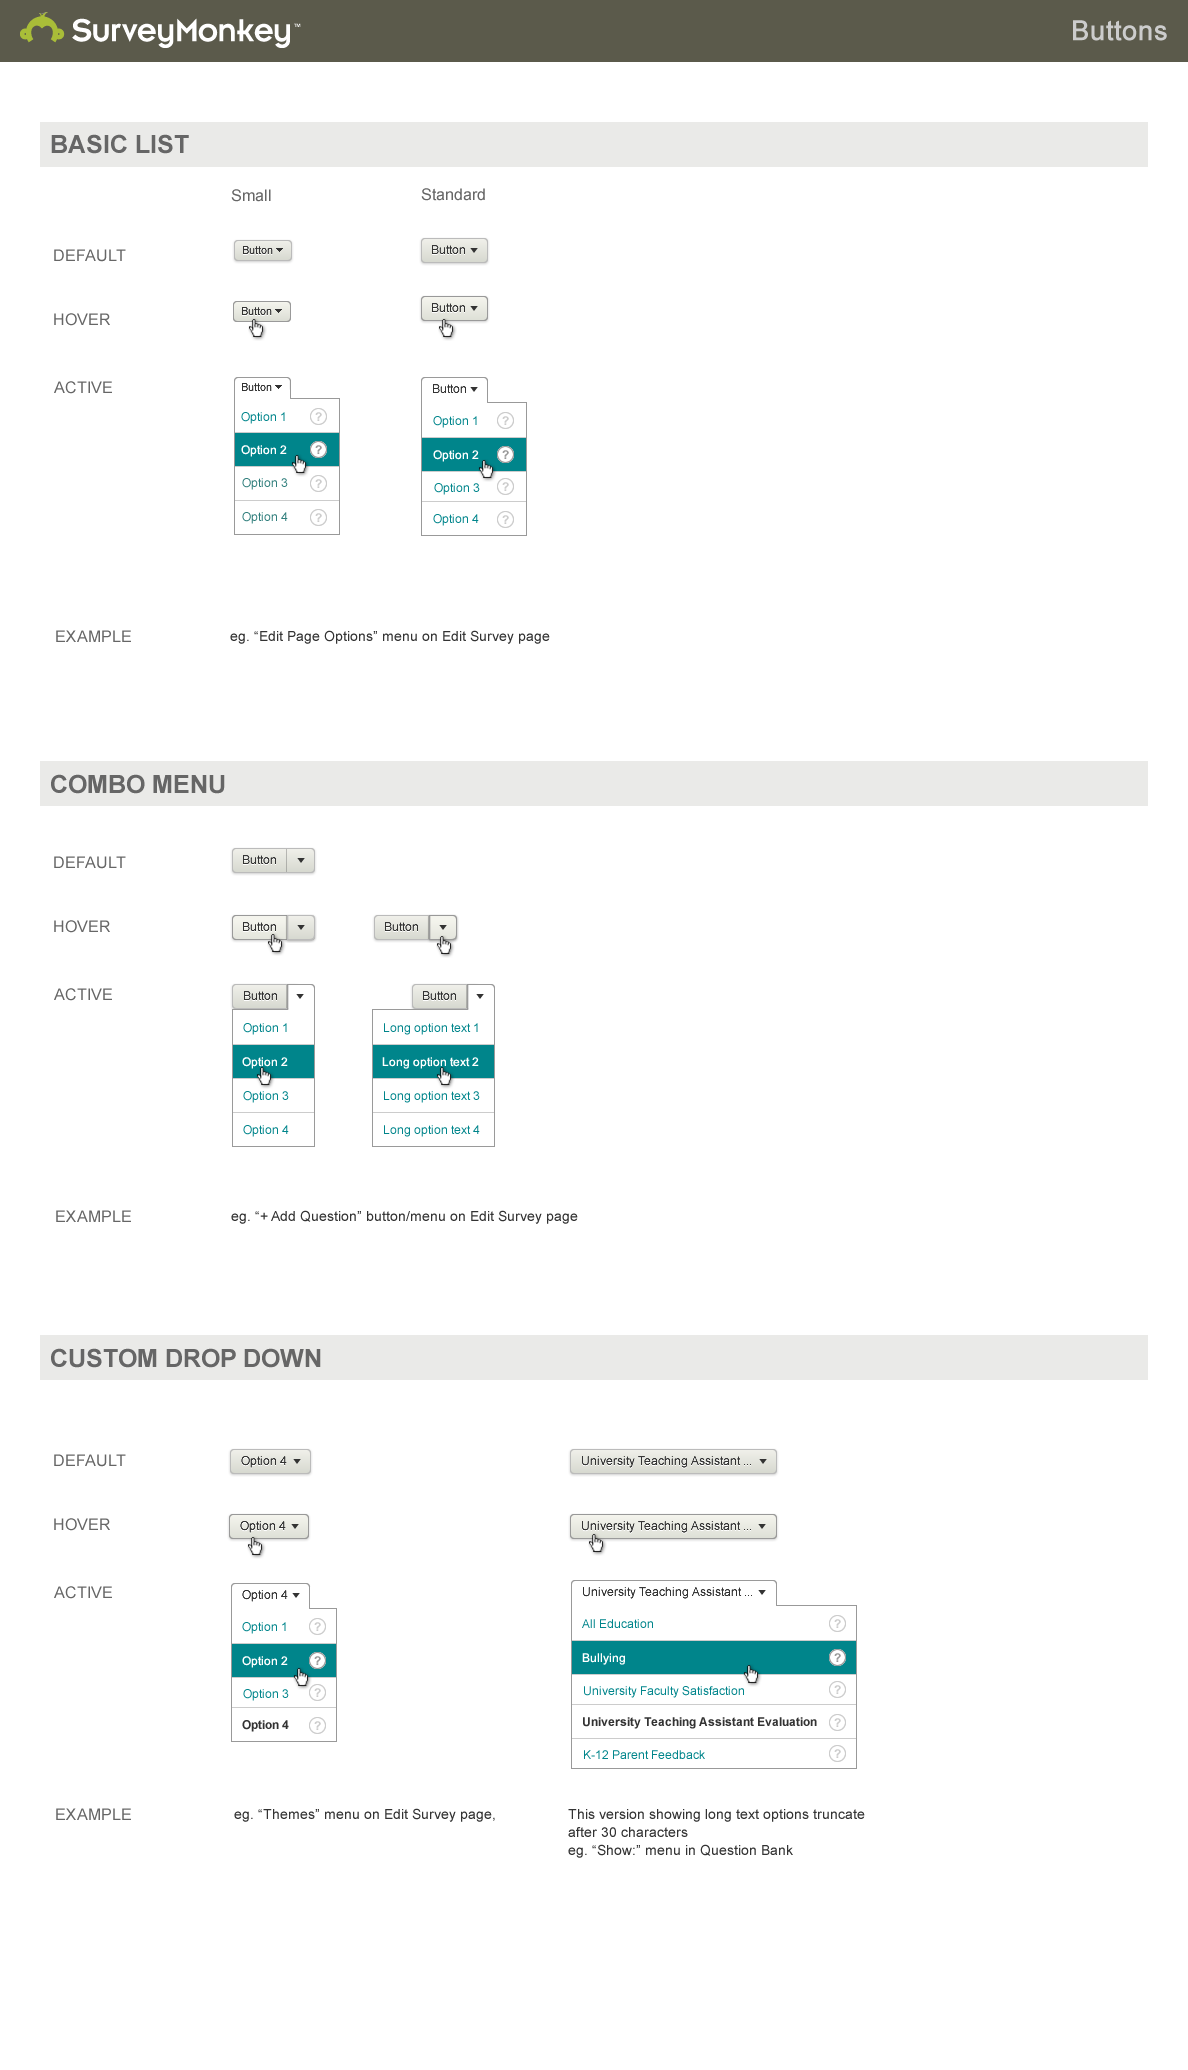 SurveyMonkey™
Buttons
BASIC LIST
Small
Standard
DEFAULT
Button
Button
HOVER
Button
Button
ACTIVE
Button
Option 1 ?
Option 2 ?
Option 3 ?
Option 4 ?
Button
Option 1 ?
Option 2 ?
Option 3 ?
Option 4 ?
EXAMPLE
eg. “Edit Page Options” menu on Edit Survey page
COMBO MENU
DEFAULT
Button
HOVER
Button
Button
ACTIVE
Button
Option 1
Option 2
Option 3
Option 4
Button
Long option text 1
Long option text 2
Long option text 3
Long option text 4
EXAMPLE
eg. “+ Add Question” button/menu on Edit Survey page
CUSTOM DROP DOWN
DEFAULT
Option 4
University Teaching Assistant ...
HOVER
Option 4
University Teaching Assistant ...
ACTIVE
Option 4
Option 1 ?
Option 2 ?
Option 3 ?
Option 4 ?
University Teaching Assistant ...
All Education ?
Bullying ?
University Faculty Satisfaction ?
University Teaching Assistant Evaluation ?
K-12 Parent Feedback ?
EXAMPLE
eg. “Themes” menu on Edit Survey page,
This version showing long text options truncate
after 30 characters
eg. “Show:” menu in Question Bank